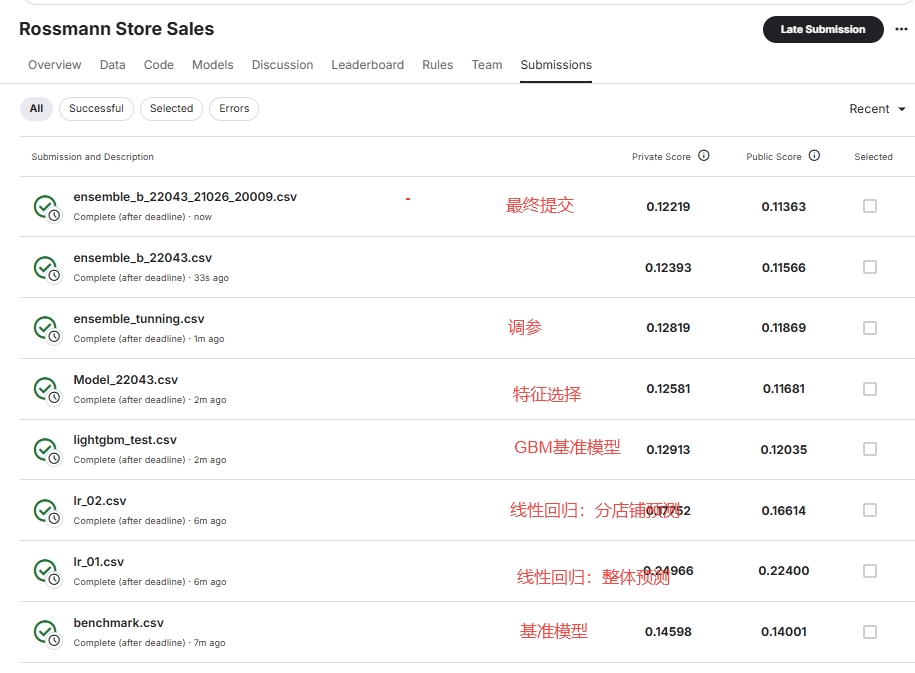 Rossmann Store Sales
Late Submission
Overview Data Code Models Discussion Leaderboard Rules Team Submissions
All Successful Selected Errors Recent
Submission and Description Private Score Public Score Selected
ensemble_b_22043_21026_20009.csv 最终提交 0.12219 0.11363
Complete (after deadline) · now
ensemble_b_22043.csv 0.12393 0.11566
Complete (after deadline) · 33s ago
ensemble_tunning.csv 调参 0.12819 0.11869
Complete (after deadline) · 1m ago
Model_22043.csv 特征选择 0.12581 0.11681
Complete (after deadline) · 2m ago
lightgbm_test.csv GBM基准模型 0.12913 0.12035
Complete (after deadline) · 2m ago
lr_02.csv 线性回归：分店铺预测 0.17752 0.16614
Complete (after deadline) · 6m ago
lr_01.csv 线性回归：整体预测 0.24966 0.22400
Complete (after deadline) · 6m ago
benchmark.csv 基准模型 0.14598 0.14001
Complete (after deadline) · 7m ago